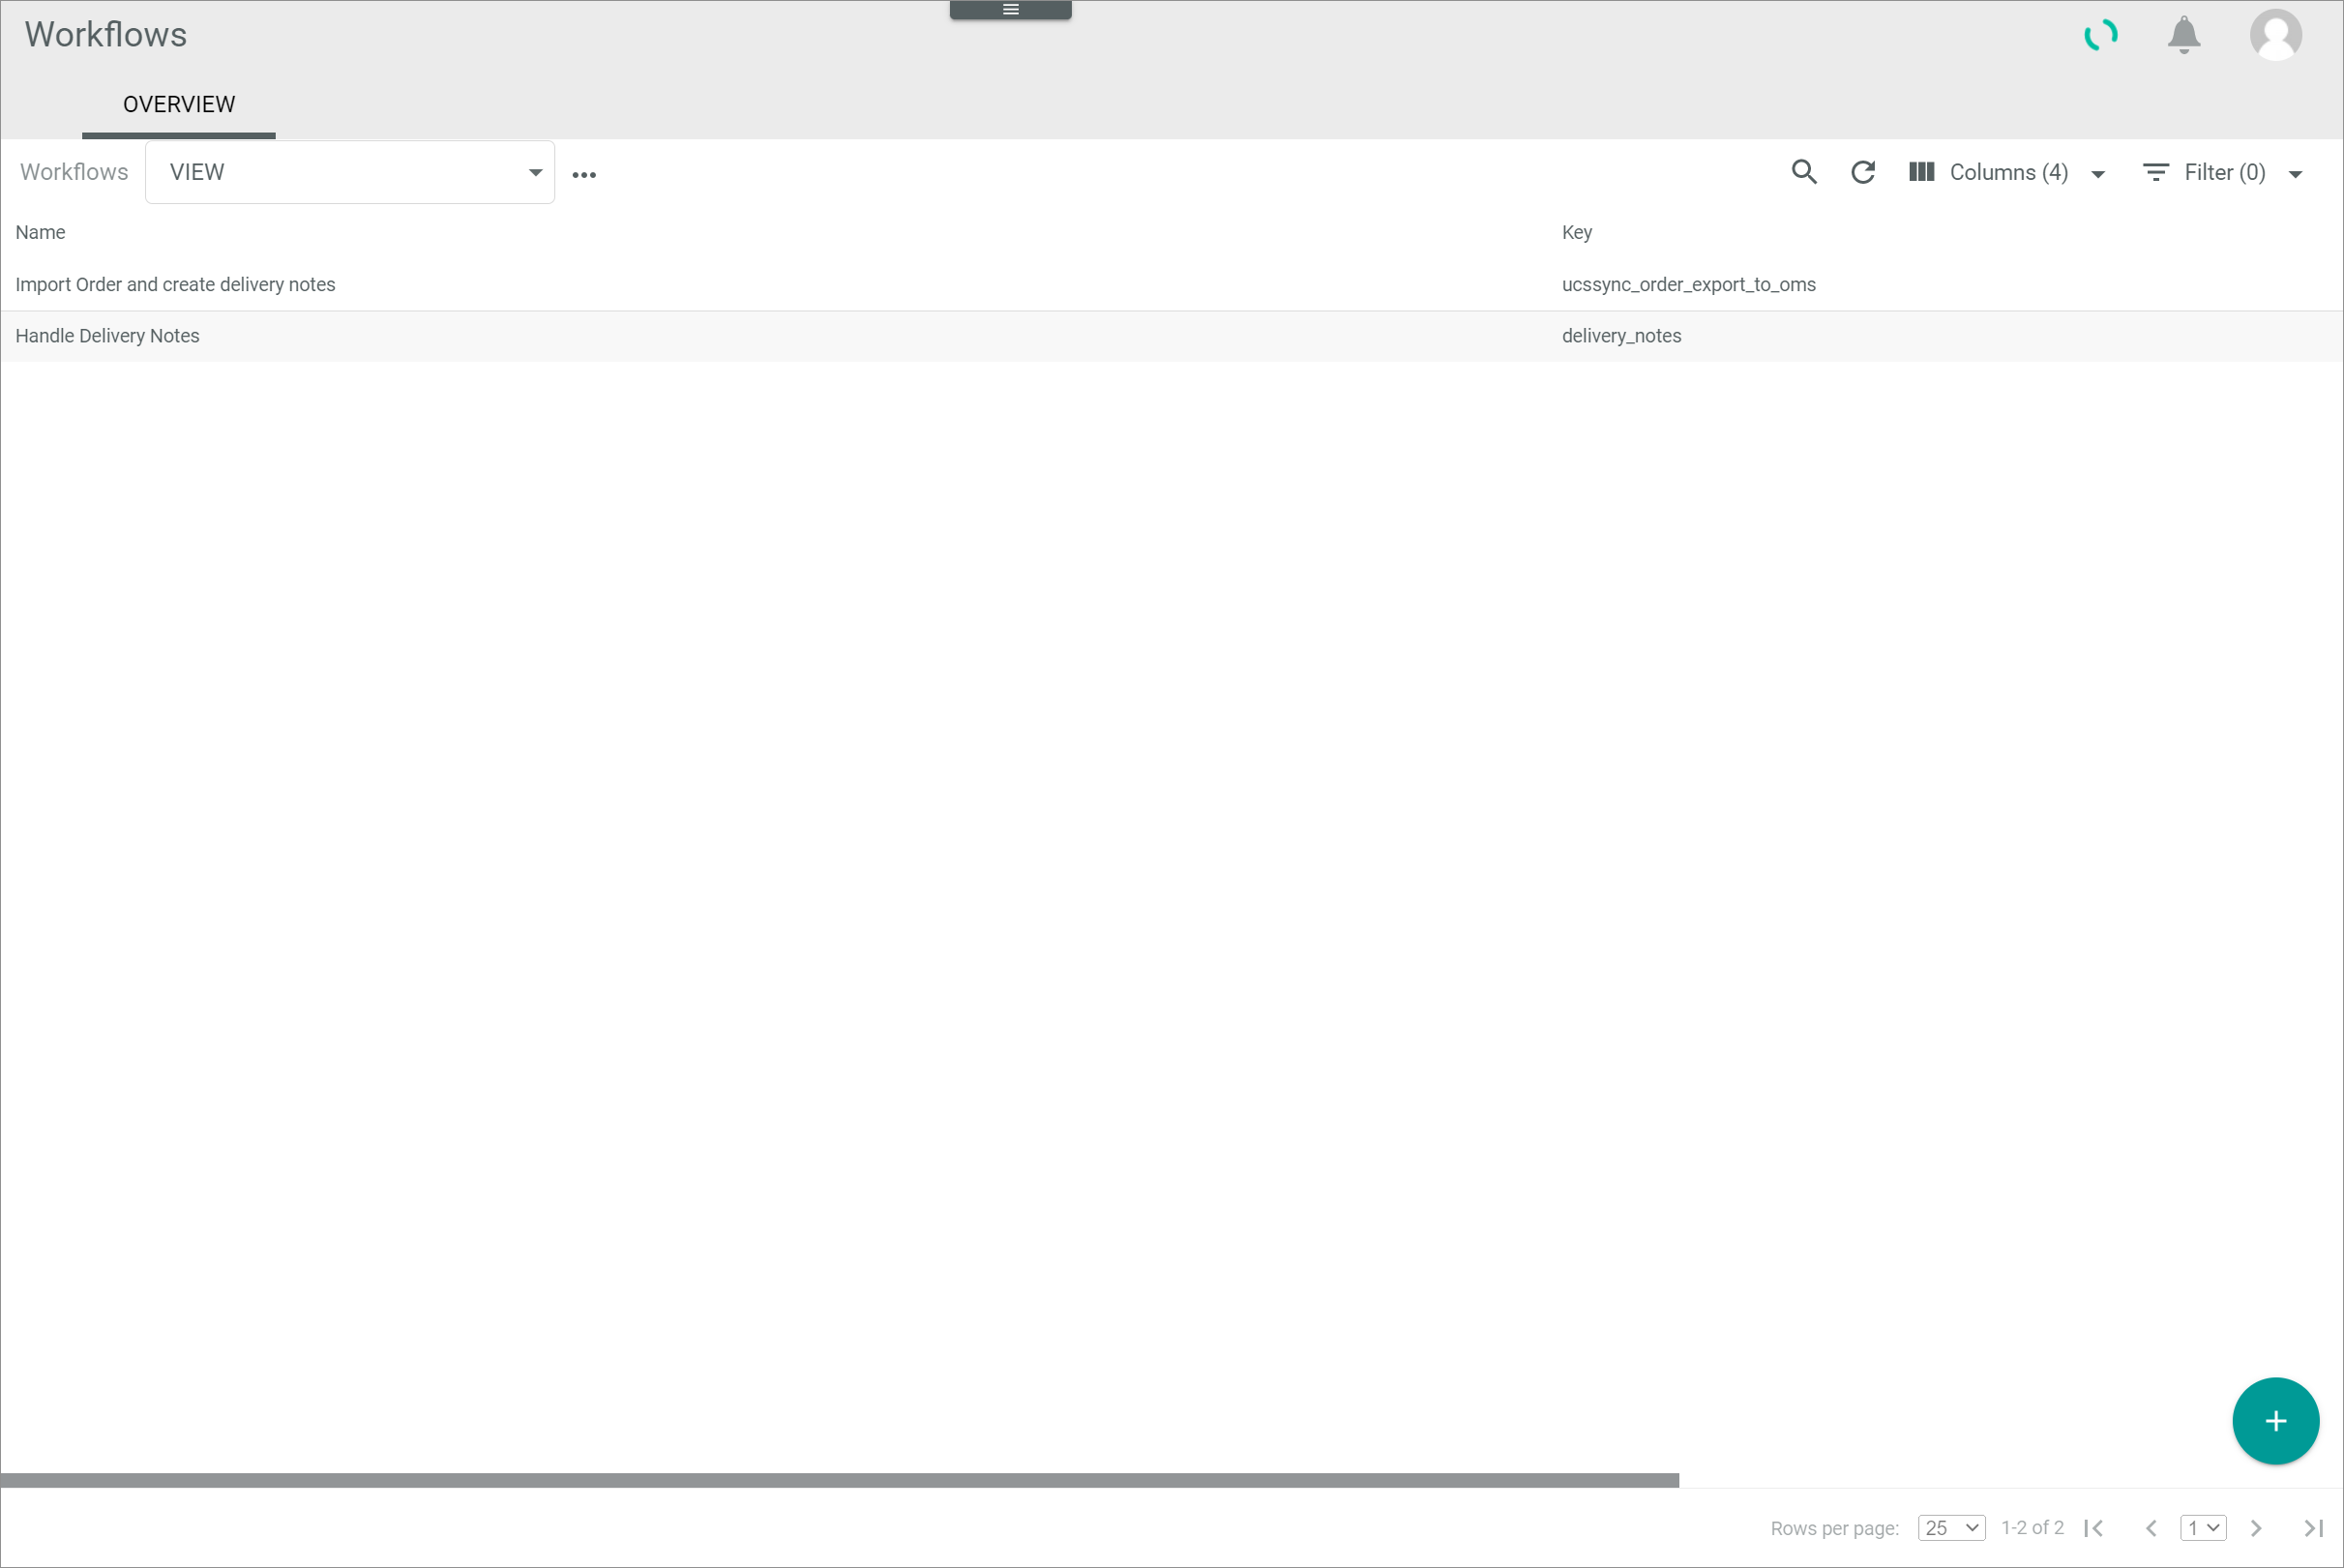 Workflows
OVERVIEW
Workflows VIEW Columns (4) Filter (0)
Name Key
Import Order and create delivery notes ucssync_order_export_to_oms
Handle Delivery Notes delivery_notes
Rows per page: 25 1-2 of 2 1